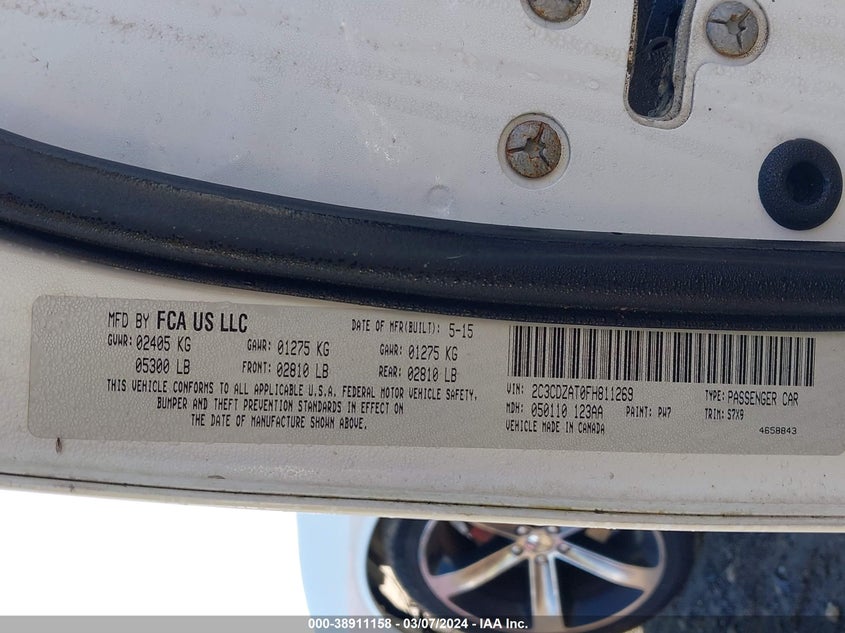 MFD BY FCA US LLC DATE OF MFR(BUILT): 5-15
GVWR: 02405 KG GAWR: 01275 KG GAWR: 01275 KG
05300 LB FRONT: 02810 LB REAR: 02810 LB
THIS VEHICLE CONFORMS TO ALL APPLICABLE U.S.A. FEDERAL MOTOR VEHICLE SAFETY,
BUMPER AND THEFT PREVENTION STANDARDS IN EFFECT ON
THE DATE OF MANUFACTURE SHOWN ABOVE.
VIN: 2C3CDZAT0FH811269 TYPE: PASSENGER CAR
MDH: 050110 123AA PAINT: PW7 TRIM: S7X9
VEHICLE MADE IN CANADA 4658843
000-38911158 - 03/07/2024 - IAA Inc.